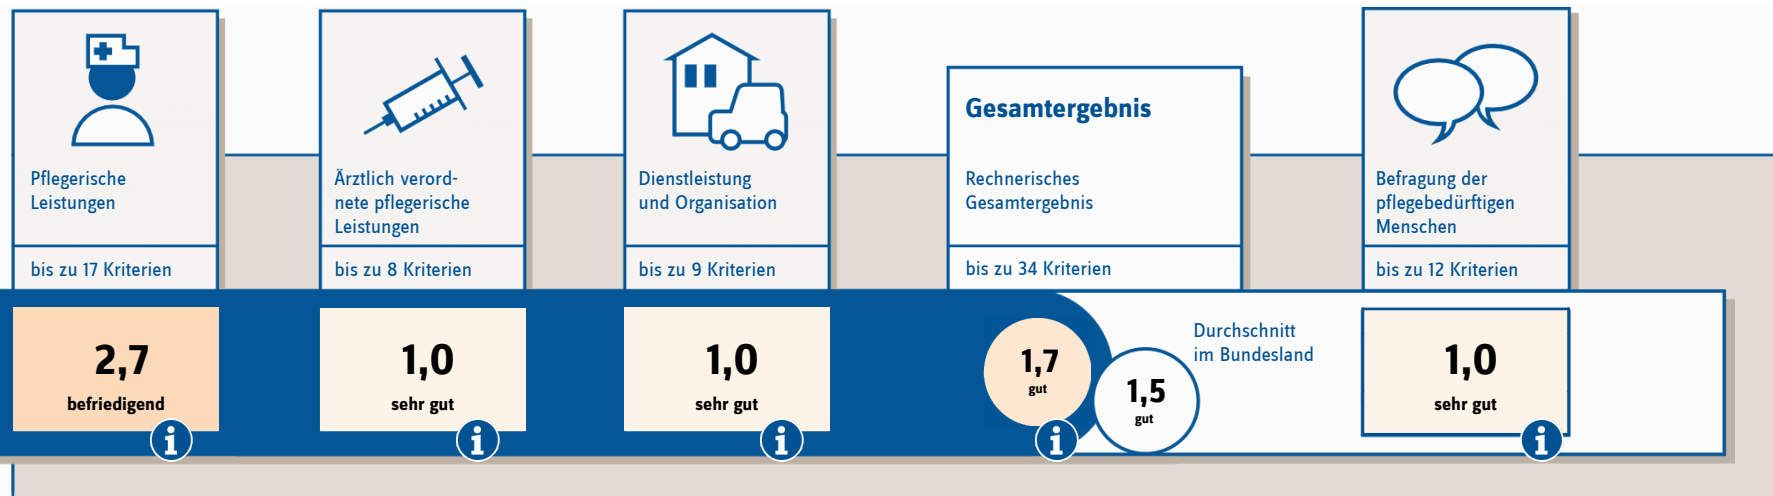 Pflegerische
Leistungen
bis zu 17 Kriterien
2,7
befriedigend
i
Ärztlich verord-
nete pflegerische
Leistungen
bis zu 8 Kriterien
1,0
sehr gut
i
Dienstleistung
und Organisation
bis zu 9 Kriterien
1,0
sehr gut
i
Gesamtergebnis
Rechnerisches
Gesamtergebnis
bis zu 34 Kriterien
1,7
gut
i
1,5
gut
Durchschnitt
im Bundesland
Befragung der
pflegebedürftigen
Menschen
bis zu 12 Kriterien
1,0
sehr gut
i